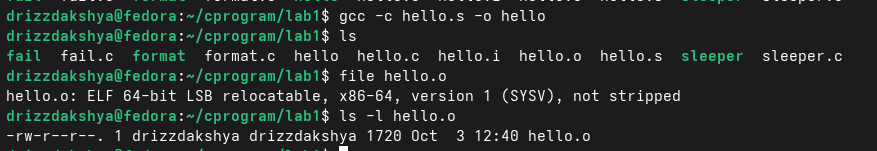 drizzdakshya@fedora:~/cprogram/lab1$ gcc -c hello.s -o hello
drizzdakshya@fedora:~/cprogram/lab1$ ls
fail fail.c format format.c hello hello.c hello.i hello.o hello.s sleeper sleeper.c
drizzdakshya@fedora:~/cprogram/lab1$ file hello.o
hello.o: ELF 64-bit LSB relocatable, x86-64, version 1 (SYSV), not stripped
drizzdakshya@fedora:~/cprogram/lab1$ ls -l hello.o
-rw-r--r--. 1 drizzdakshya drizzdakshya 1720 Oct  3 12:40 hello.o